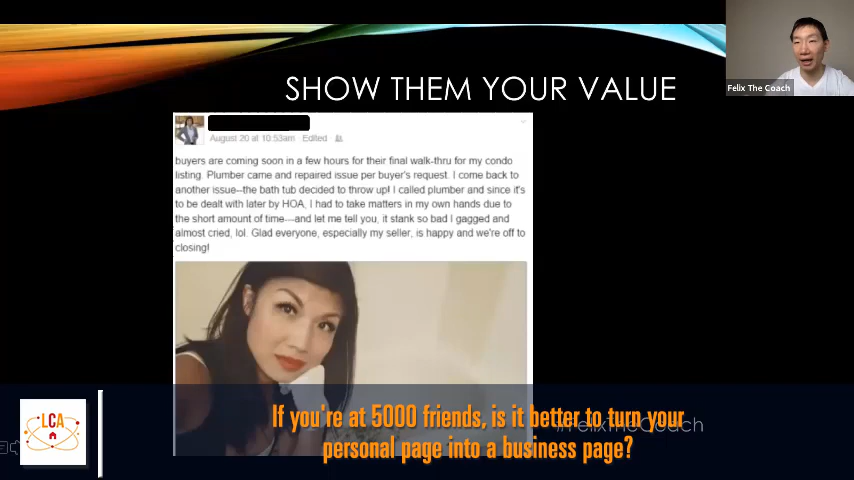 SHOW THEM YOUR VALUE
Felix The Coach
August 20 at 10:53am · Edited ·
buyers are coming soon in a few hours for their final walk-thru for my condo
listing. Plumber came and repaired issue per buyer's request. I come back to
another issue--the bath tub decided to throw up! I called plumber and since it's
to be dealt with later by HOA, I had to take matters in my own hands due to
the short amount of time---and let me tell you, it stank so bad I gagged and
almost cried, lol. Glad everyone, especially my seller, is happy and we're off to
closing!
LCA
If you're at 5000 friends, is it better to turn your
personal page into a business page?
#FelixTheCoach